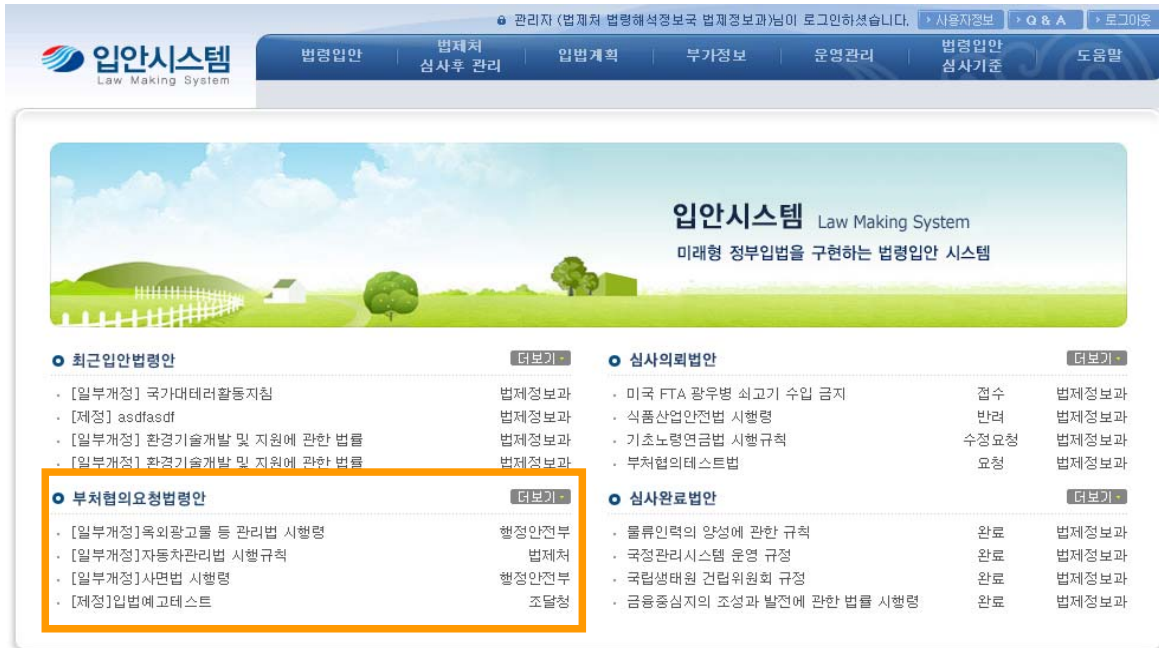 관리자 (법제처 법령해석정보국 법제정보과)님이 로그인하셨습니다. 사용자정보 Q & A 로그아웃
입안시스템
Law Making System
법령입안 법제처 심사후 관리 입법계획 부가정보 운영관리 법령입안 심사기준 도움말
입안시스템 Law Making System
미래형 정부입법을 구현하는 법령입안 시스템
최근입안법령안 더보기
[일부개정] 국가대테러활동지침 법제정보과
[제정] asdfasdf 법제정보과
[일부개정] 환경기술개발 및 지원에 관한 법률 법제정보과
[일부개정] 환경기술개발 및 지원에 관한 법률 법제정보과
심사의뢰법안 더보기
미국 FTA 광우병 쇠고기 수입 금지 접수 법제정보과
식품산업안전법 시행령 반려 법제정보과
기초노령연금법 시행규칙 수정요청 법제정보과
부처협의테스트법 요청 법제정보과
부처협의요청법령안 더보기
[일부개정]옥외광고물 등 관리법 시행령 행정안전부
[일부개정]자동차관리법 시행규칙 법제처
[일부개정]사면법 시행령 행정안전부
[제정]입법예고테스트 조달청
심사완료법안 더보기
물류인력의 양성에 관한 규칙 완료 법제정보과
국정관리시스템 운영 규정 완료 법제정보과
국립생태원 건립위원회 규정 완료 법제정보과
금융중심지의 조성과 발전에 관한 법률 시행령 완료 법제정보과